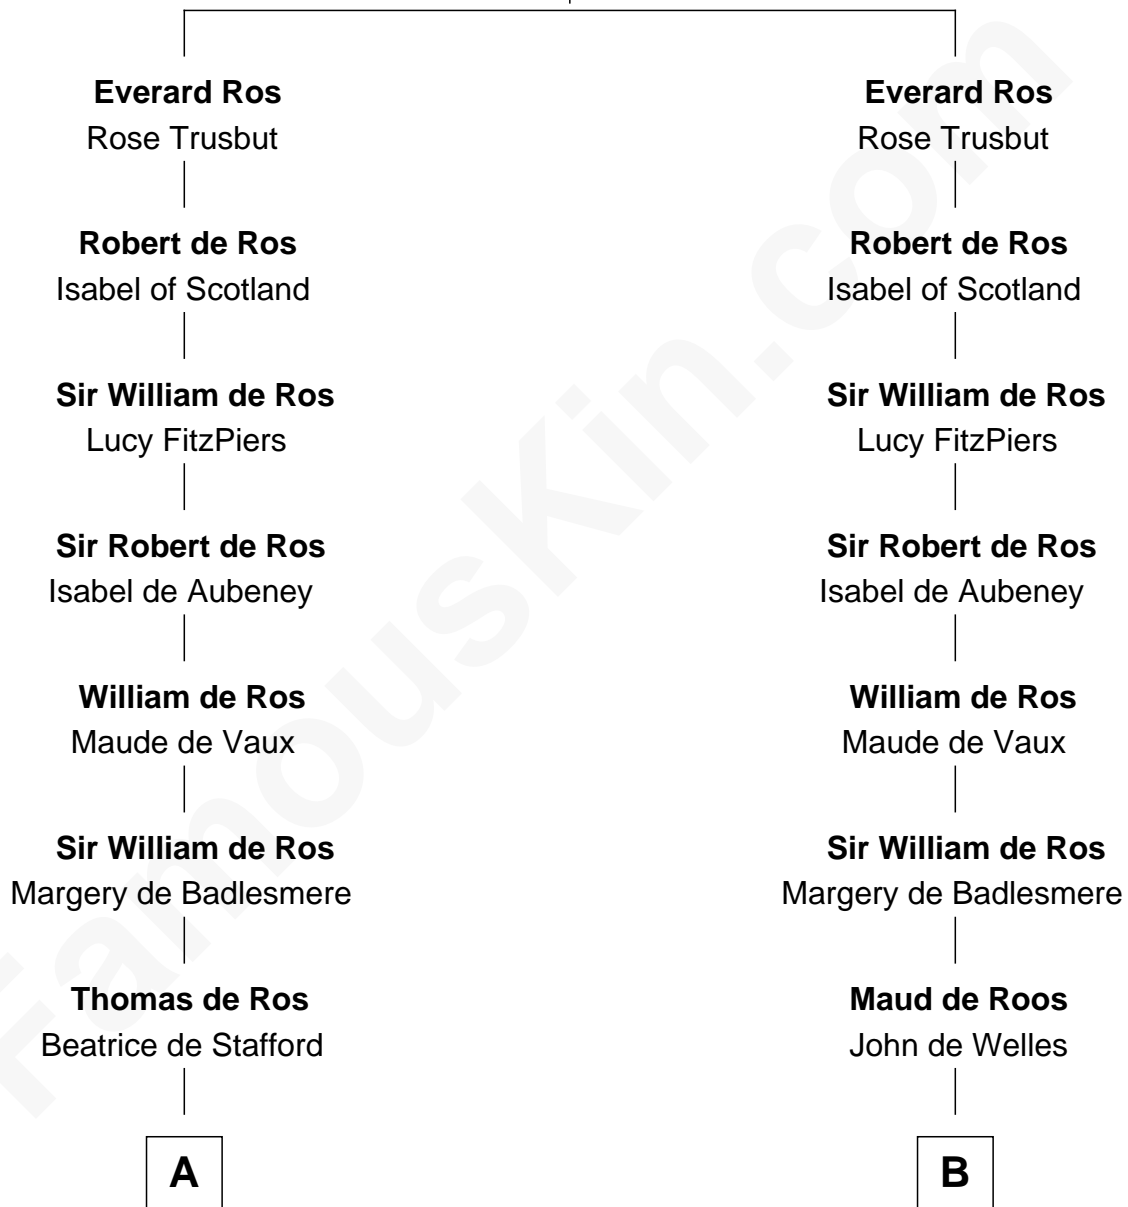 Everard Ros
Rose Trusbut
Robert de Ros
Isabel of Scotland
Sir William de Ros
Lucy FitzPiers
Sir Robert de Ros
Isabel de Aubeney
William de Ros
Maude de Vaux
Sir William de Ros
Margery de Badlesmere
Thomas de Ros
Beatrice de Stafford
A
Everard Ros
Rose Trusbut
Robert de Ros
Isabel of Scotland
Sir William de Ros
Lucy FitzPiers
Sir Robert de Ros
Isabel de Aubeney
William de Ros
Maude de Vaux
Sir William de Ros
Margery de Badlesmere
Maud de Roos
John de Welles
B
FamousKin.com